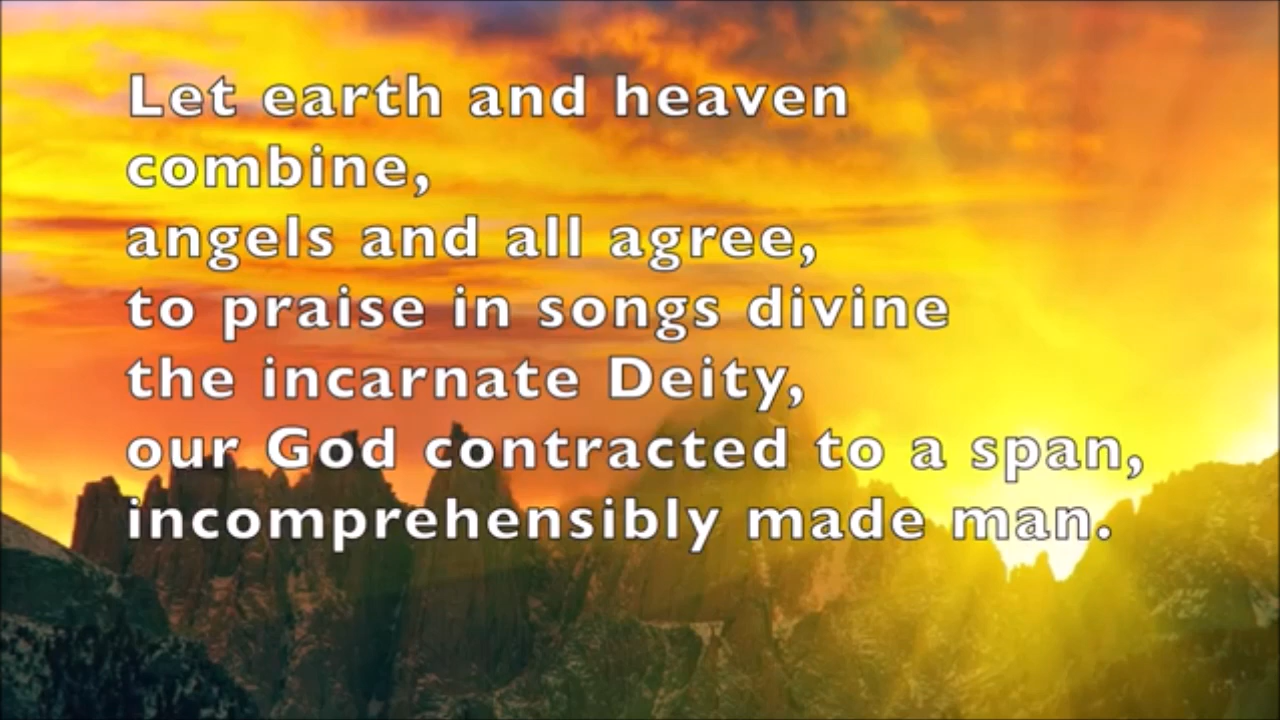 Let earth and heaven
combine,
angels and all agree,
to praise in songs divine
the incarnate Deity,
our God contracted to a span,
incomprehensibly made man.